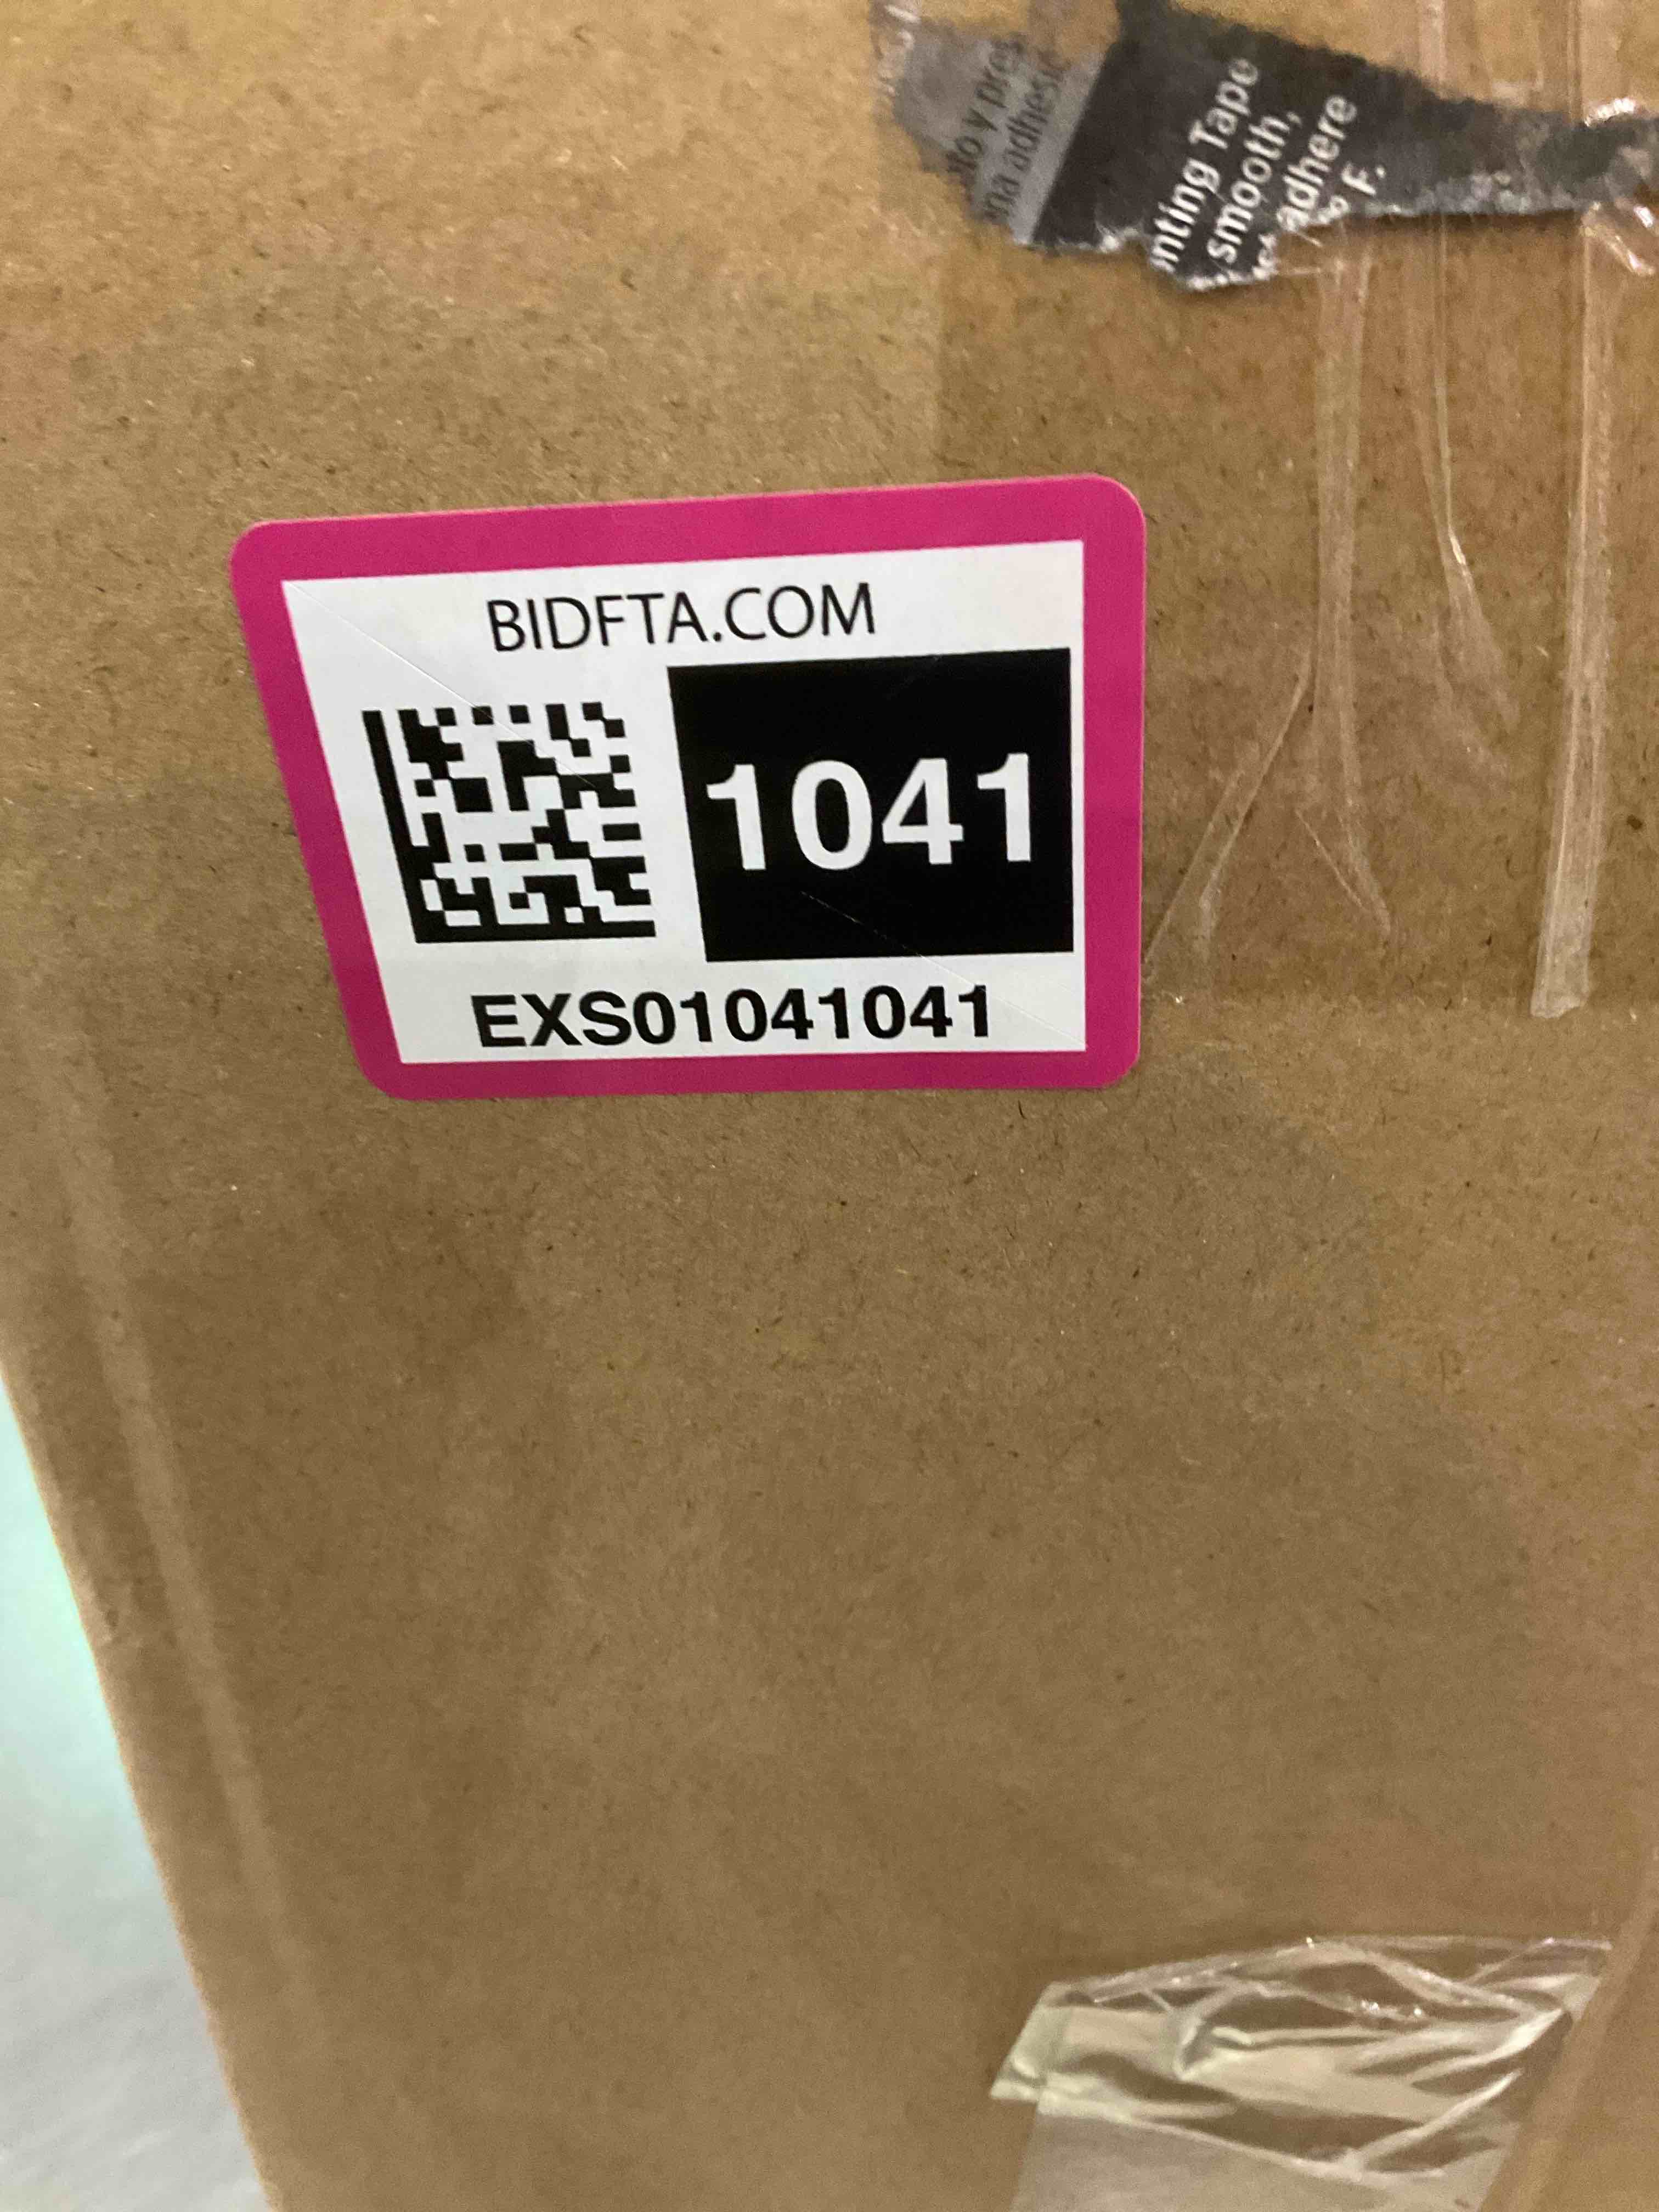 nting Tape
smooth,
adhere
F.
BIDFTA.COM
1041
EXS01041041